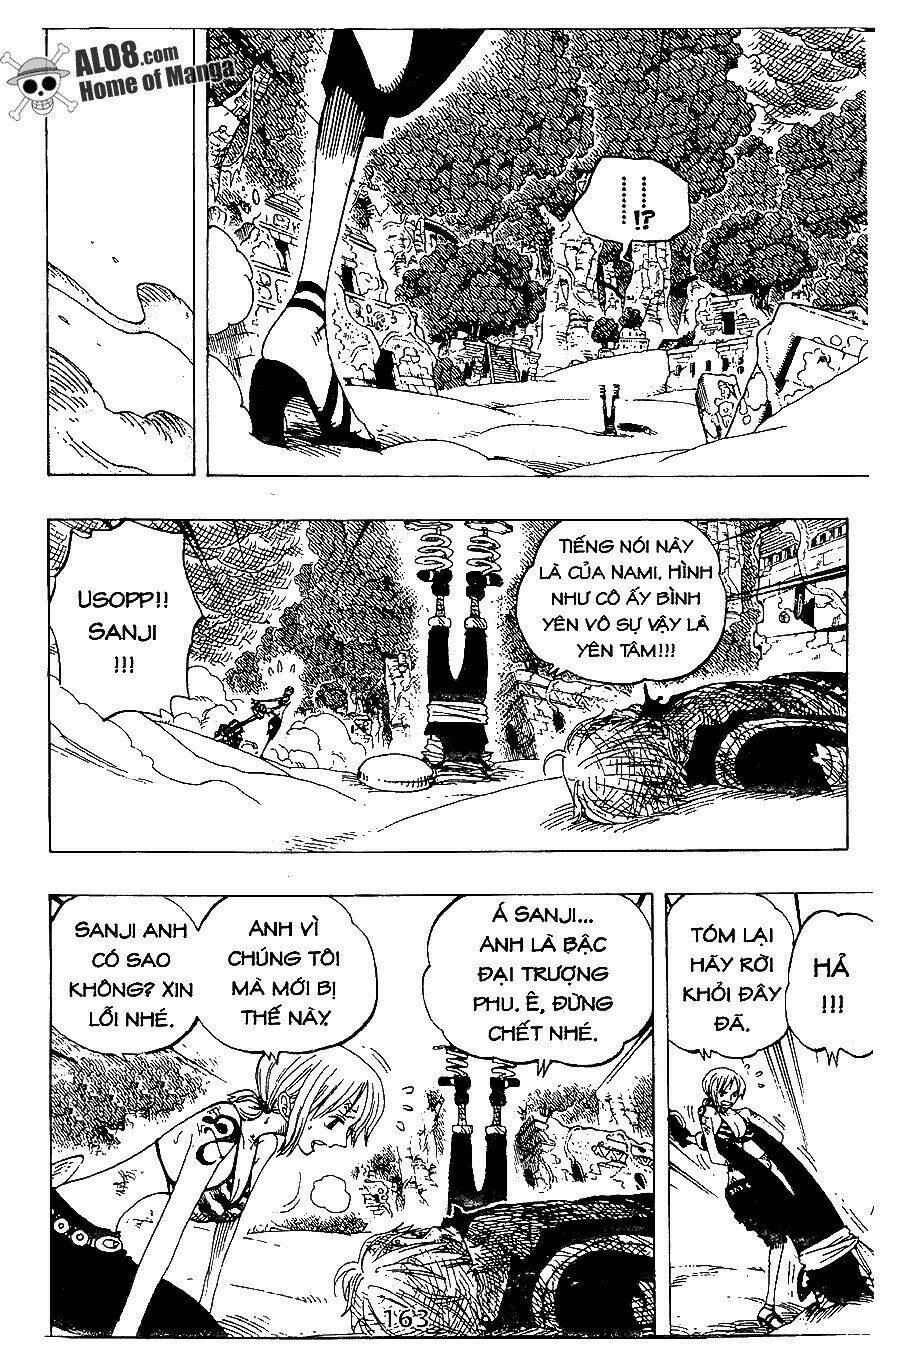 ALO8.com
Home of Manga
!?
USOPP!!
SANJI
!!!
TIẾNG NÓI NÀY
LÀ CỦA NAMI. HÌNH
NHƯ CÔ ẤY BÌNH
YÊN VÔ SỰ VẬY LÀ
YÊN TÂM!!!
SANJI ANH
CÓ SAO
KHÔNG? XIN
LỖI NHÉ.
ANH VÌ
CHÚNG TÔI
MÀ MỚI BỊ
THẾ NÀY.
Á SANJI...
ANH LÀ BẬC
ĐẠI TRƯỢNG
PHU. Ê, ĐỪNG
CHẾT NHÉ.
TÓM LẠI
HÃY RỜI
KHỎI ĐÂY
ĐÃ.
HẢ
!!!
163